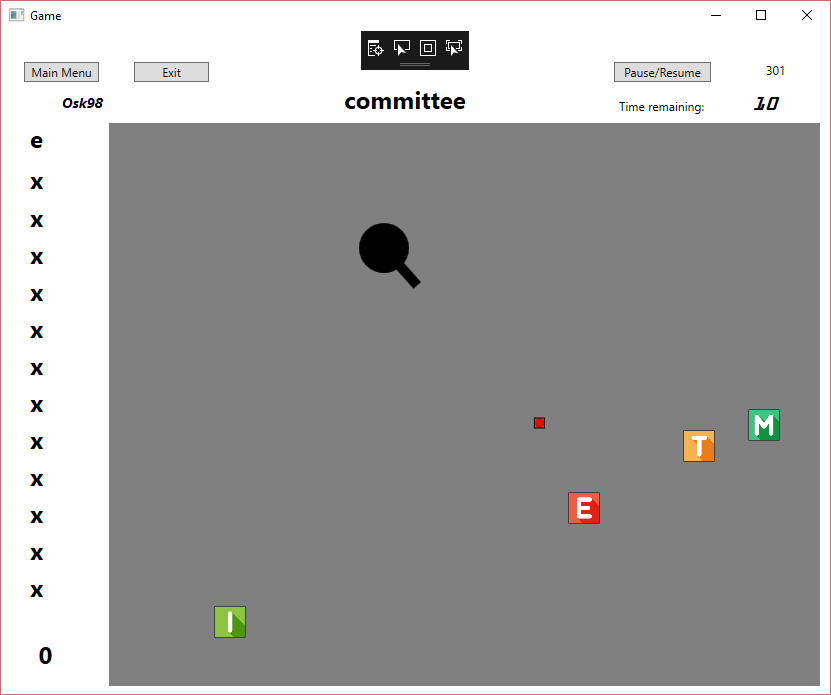 Game
Main Menu
Exit
Pause/Resume
301
Osk98
committee
Time remaining:
10
e
x
x
x
x
x
x
x
x
x
x
x
x
M
T
E
I
0